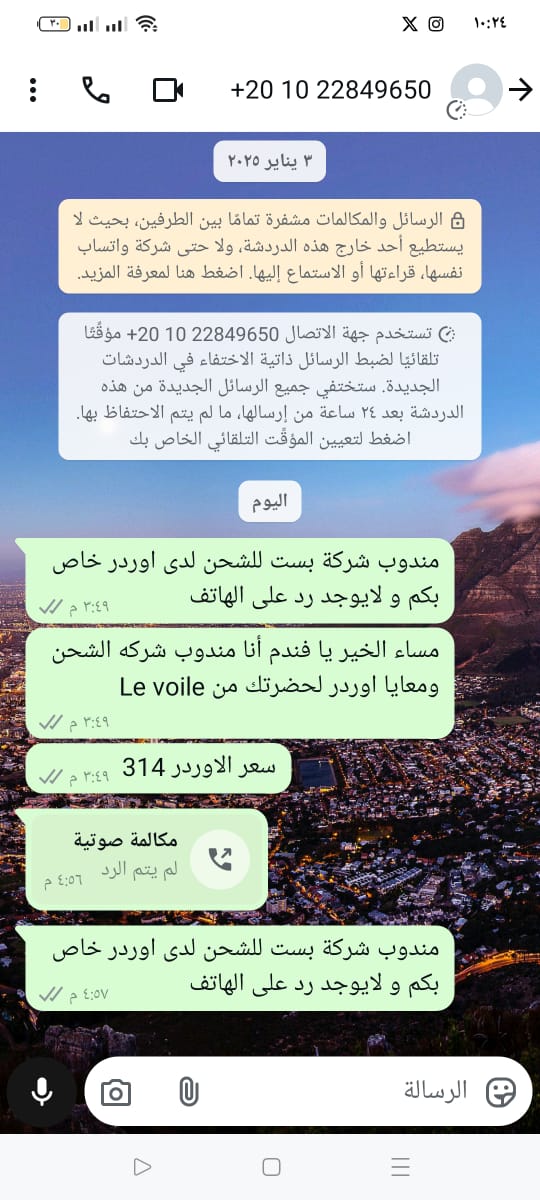 ١٠:٢٤
٣٠
+20 10 22849650
٣ يناير ٢٠٢٥
الرسائل والمكالمات مشفرة تمامًا بين الطرفين، بحيث لا
يستطيع أحد خارج هذه الدردشة، ولا حتى شركة واتساب
نفسها، قراءتها أو الاستماع إليها. اضغط هنا لمعرفة المزيد.
تستخدم جهة الاتصال 22849650 10 20+ مؤقًتا
تلقائيًا لضبط الرسائل ذاتية الاختفاء في الدردشات
الجديدة. ستختفي جميع الرسائل الجديدة من هذه
الدردشة بعد ٢٤ ساعة من إرسالها، ما لم يتم الاحتفاظ بها.
اضغط لتعيين المؤقِّت التلقائي الخاص بك
اليوم
مندوب شركة بست للشحن لدى اوردر خاص
بكم و لايوجد رد على الهاتف
٣:٤٩ م
مساء الخير يا فندم أنا مندوب شركه الشحن
ومعايا اوردر لحضرتك من Le voile
٣:٤٩ م
سعر الاوردر 314
٣:٤٩ م
مكالمة صوتية
لم يتم الرد
٤:٥٦ م
مندوب شركة بست للشحن لدى اوردر خاص
بكم و لايوجد رد على الهاتف
٤:٥٧ م
الرسالة